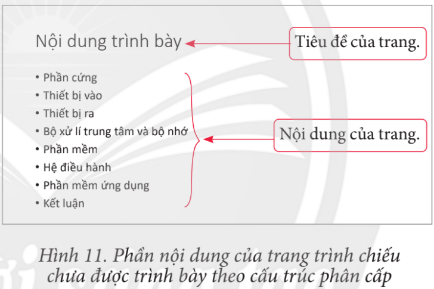 Nội dung trình bày
Tiêu đề của trang.
• Phần cứng
• Thiết bị vào
• Thiết bị ra
• Bộ xử lí trung tâm và bộ nhớ
• Phần mềm
• Hệ điều hành
• Phần mềm ứng dụng
• Kết luận
Nội dung của trang.
Hình 11. Phần nội dung của trang trình chiếu
chưa được trình bày theo cấu trúc phân cấp